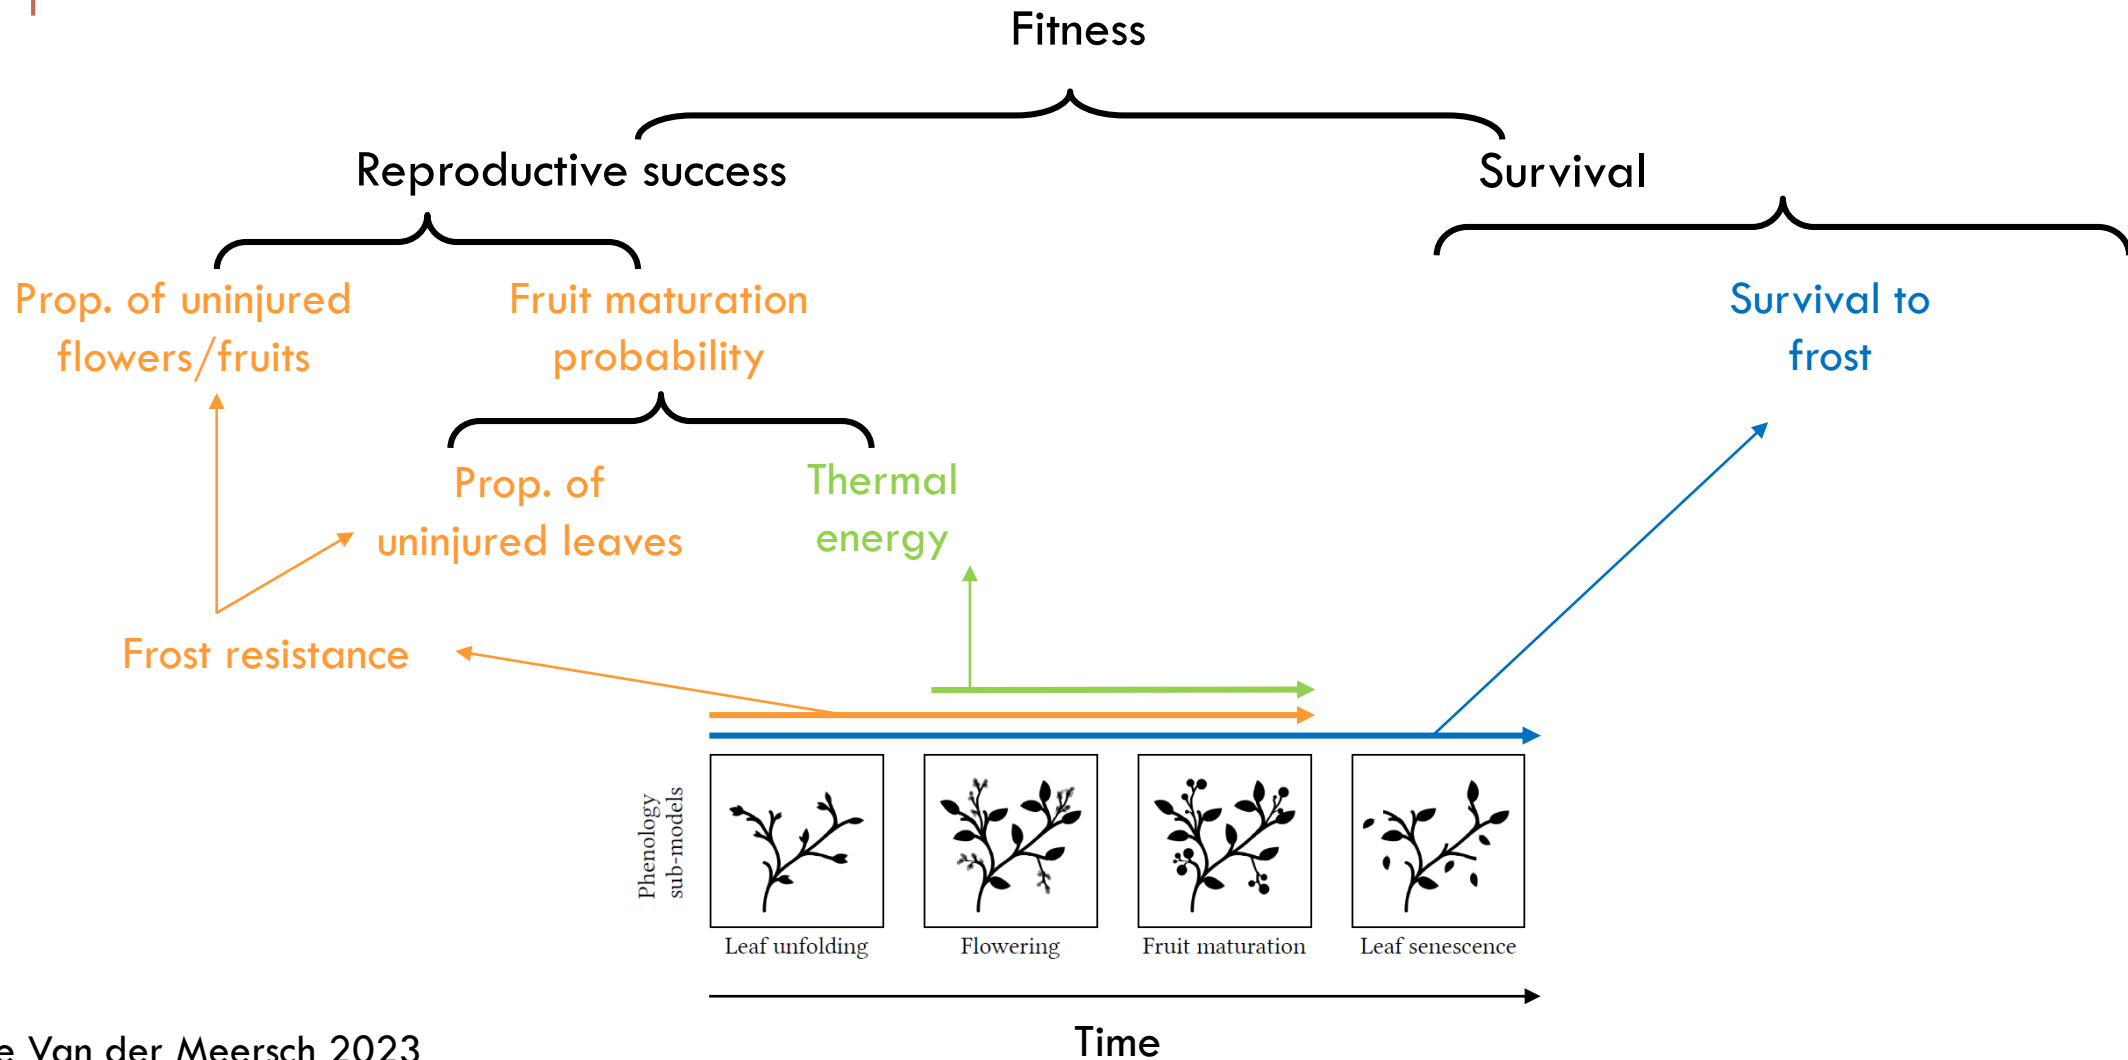 Fitness
Reproductive success
Survival
Prop. of uninjured
flowers/fruits
Fruit maturation
probability
Survival to
frost
Prop. of
uninjured leaves
Thermal
energy
Frost resistance
Phenology
sub-models
Leaf unfolding
Flowering
Fruit maturation
Leaf senescence
Time
e Van der Meersch 2023